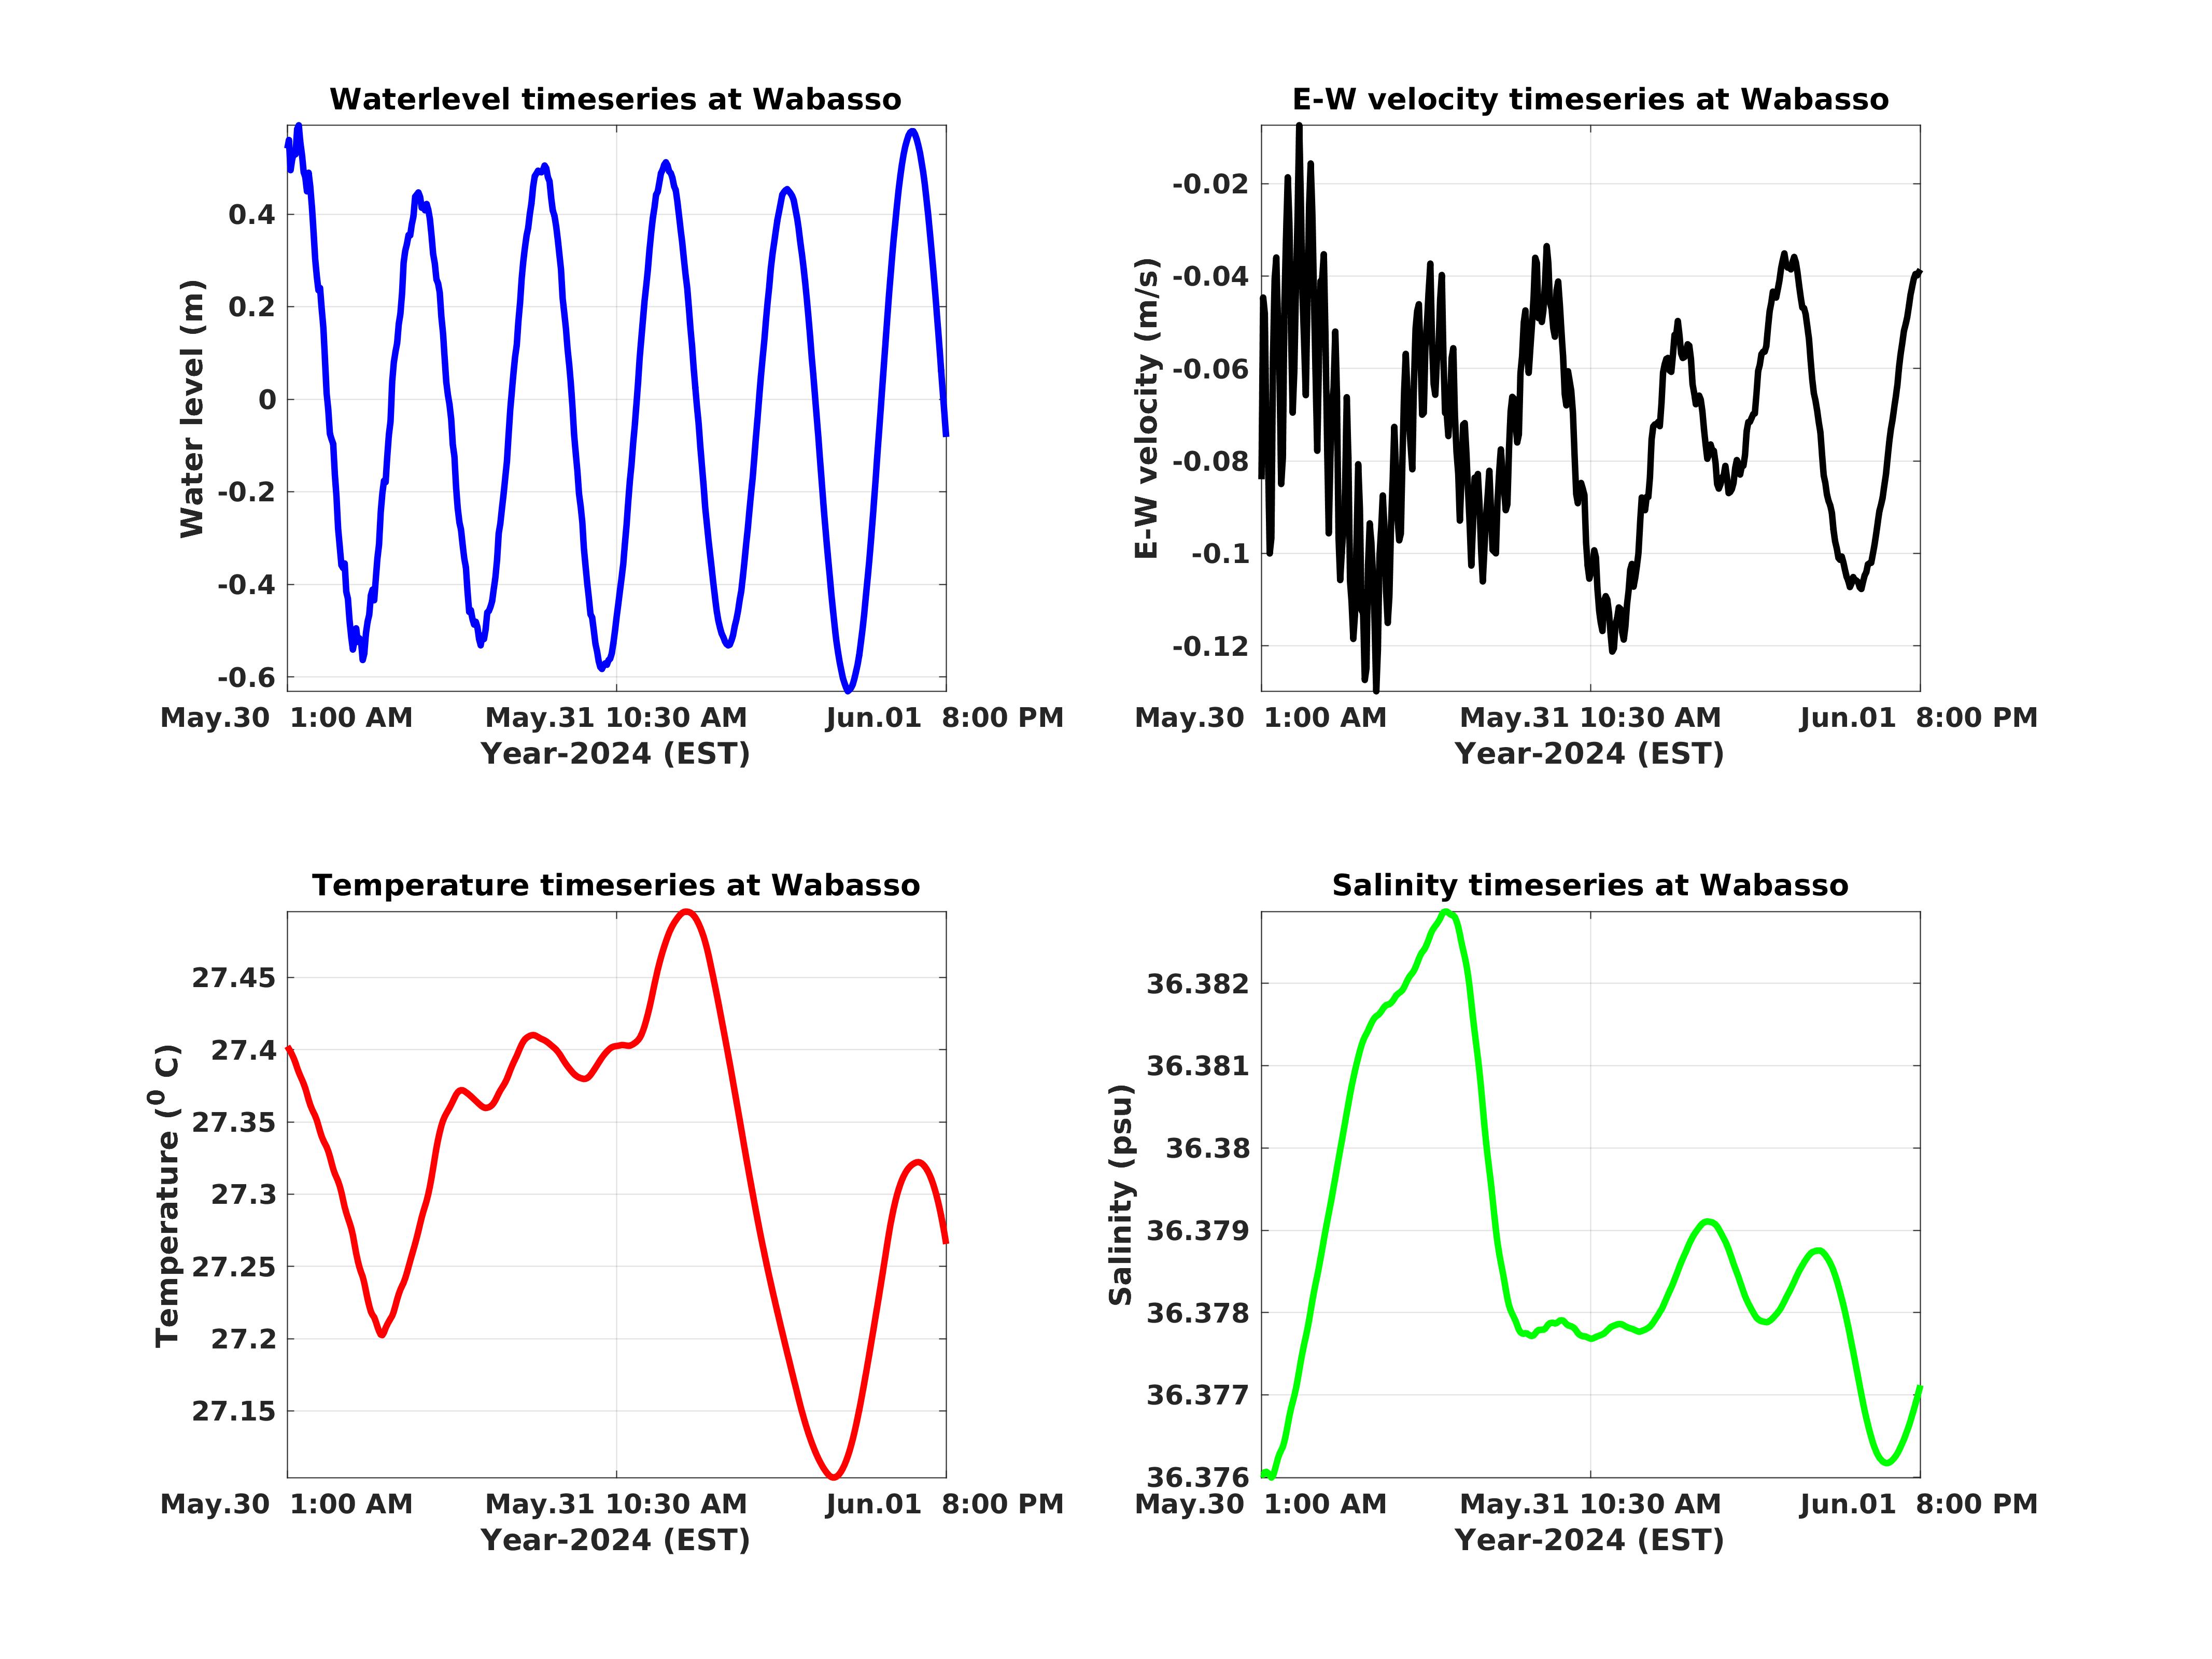 Waterlevel timeseries at Wabasso
Water level (m)
0.4
0.2
0
-0.2
-0.4
-0.6
May.30 1:00 AM May.31 10:30 AM Jun.01 8:00 PM
Year-2024 (EST)
E-W velocity timeseries at Wabasso
E-W velocity (m/s)
-0.02
-0.04
-0.06
-0.08
-0.1
-0.12
May.30 1:00 AM May.31 10:30 AM Jun.01 8:00 PM
Year-2024 (EST)
Temperature timeseries at Wabasso
Temperature (⁰ C)
27.45
27.4
27.35
27.3
27.25
27.2
27.15
May.30 1:00 AM May.31 10:30 AM Jun.01 8:00 PM
Year-2024 (EST)
Salinity timeseries at Wabasso
Salinity (psu)
36.382
36.381
36.38
36.379
36.378
36.377
36.376
May.30 1:00 AM May.31 10:30 AM Jun.01 8:00 PM
Year-2024 (EST)